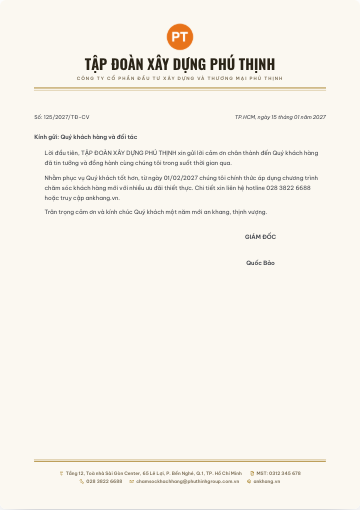 PT
TẬP ĐOÀN XÂY DỰNG PHÚ THỊNH
CÔNG TY CỔ PHẦN ĐẦU TƯ XÂY DỰNG VÀ THƯƠNG MẠI PHÚ THỊNH
Số: 125/2027/TB-CV
TP.HCM, ngày 15 tháng 01 năm 2027
Kính gửi: Quý khách hàng và đối tác
Lời đầu tiên, TẬP ĐOÀN XÂY DỰNG PHÚ THỊNH xin gửi lời cảm ơn chân thành đến Quý khách hàng
đã tin tưởng và đồng hành cùng chúng tôi trong suốt thời gian qua.
Nhằm phục vụ Quý khách tốt hơn, từ ngày 01/02/2027 chúng tôi chính thức áp dụng chương trình
chăm sóc khách hàng mới với nhiều ưu đãi thiết thực. Chi tiết xin liên hệ hotline 028 3822 6688
hoặc truy cập ankhang.vn.
Trân trọng cảm ơn và kính chúc Quý khách một năm mới an khang, thịnh vượng.
GIÁM ĐỐC
Quốc Bảo
Tầng 12, Toà nhà Sài Gòn Center, 65 Lê Lợi, P. Bến Nghé, Q.1, TP. Hồ Chí Minh MST: 0312 345 678
028 3822 6688 chamsockhachhang@phuthinhgroup.com.vn ankhang.vn